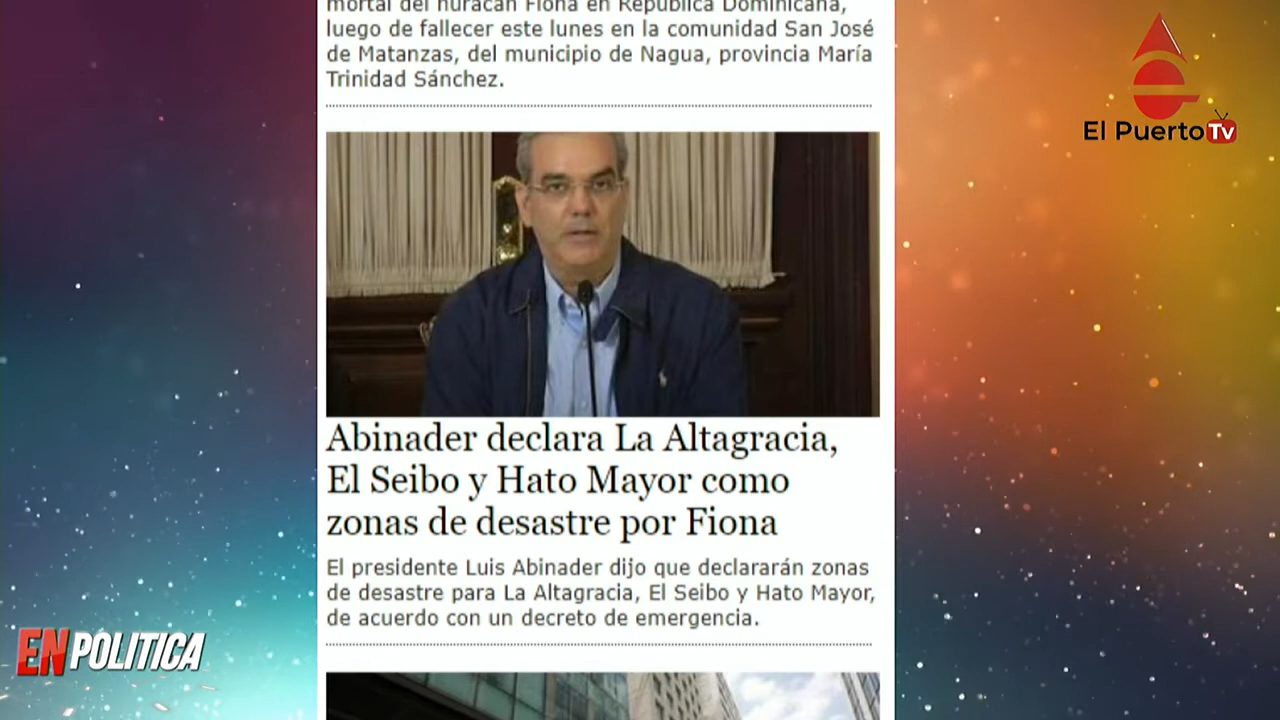 mortal del huracán Fiona en República Dominicana,
luego de fallecer este lunes en la comunidad San José
de Matanzas, del municipio de Nagua, provincia María
Trinidad Sánchez.
El Puerto Tv
Abinader declara La Altagracia,
El Seibo y Hato Mayor como
zonas de desastre por Fiona
El presidente Luis Abinader dijo que declararán zonas
de desastre para La Altagracia, El Seibo y Hato Mayor,
de acuerdo con un decreto de emergencia.
EN POLITICA